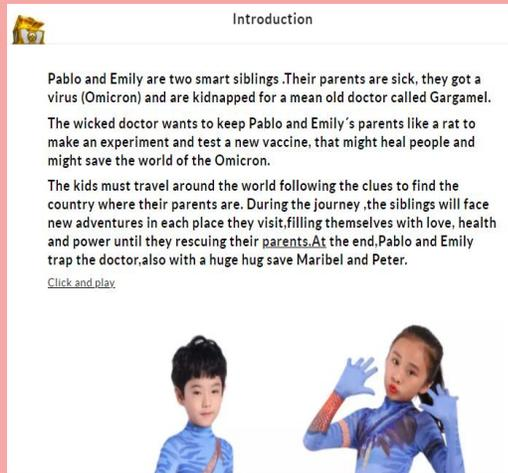 Introduction
Pablo and Emily are two smart siblings .Their parents are sick, they got a
virus (Omicron) and are kidnapped for a mean old doctor called Gargamel.
The wicked doctor wants to keep Pablo and Emily´s parents like a rat to
make an experiment and test a new vaccine, that might heal people and
might save the world of the Omicron.
The kids must travel around the world following the clues to find the
country where their parents are. During the journey ,the siblings will face
new adventures in each place they visit,filling themselves with love, health
and power until they rescuing their parents.At the end,Pablo and Emily
trap the doctor,also with a huge hug save Maribel and Peter.
Click and play